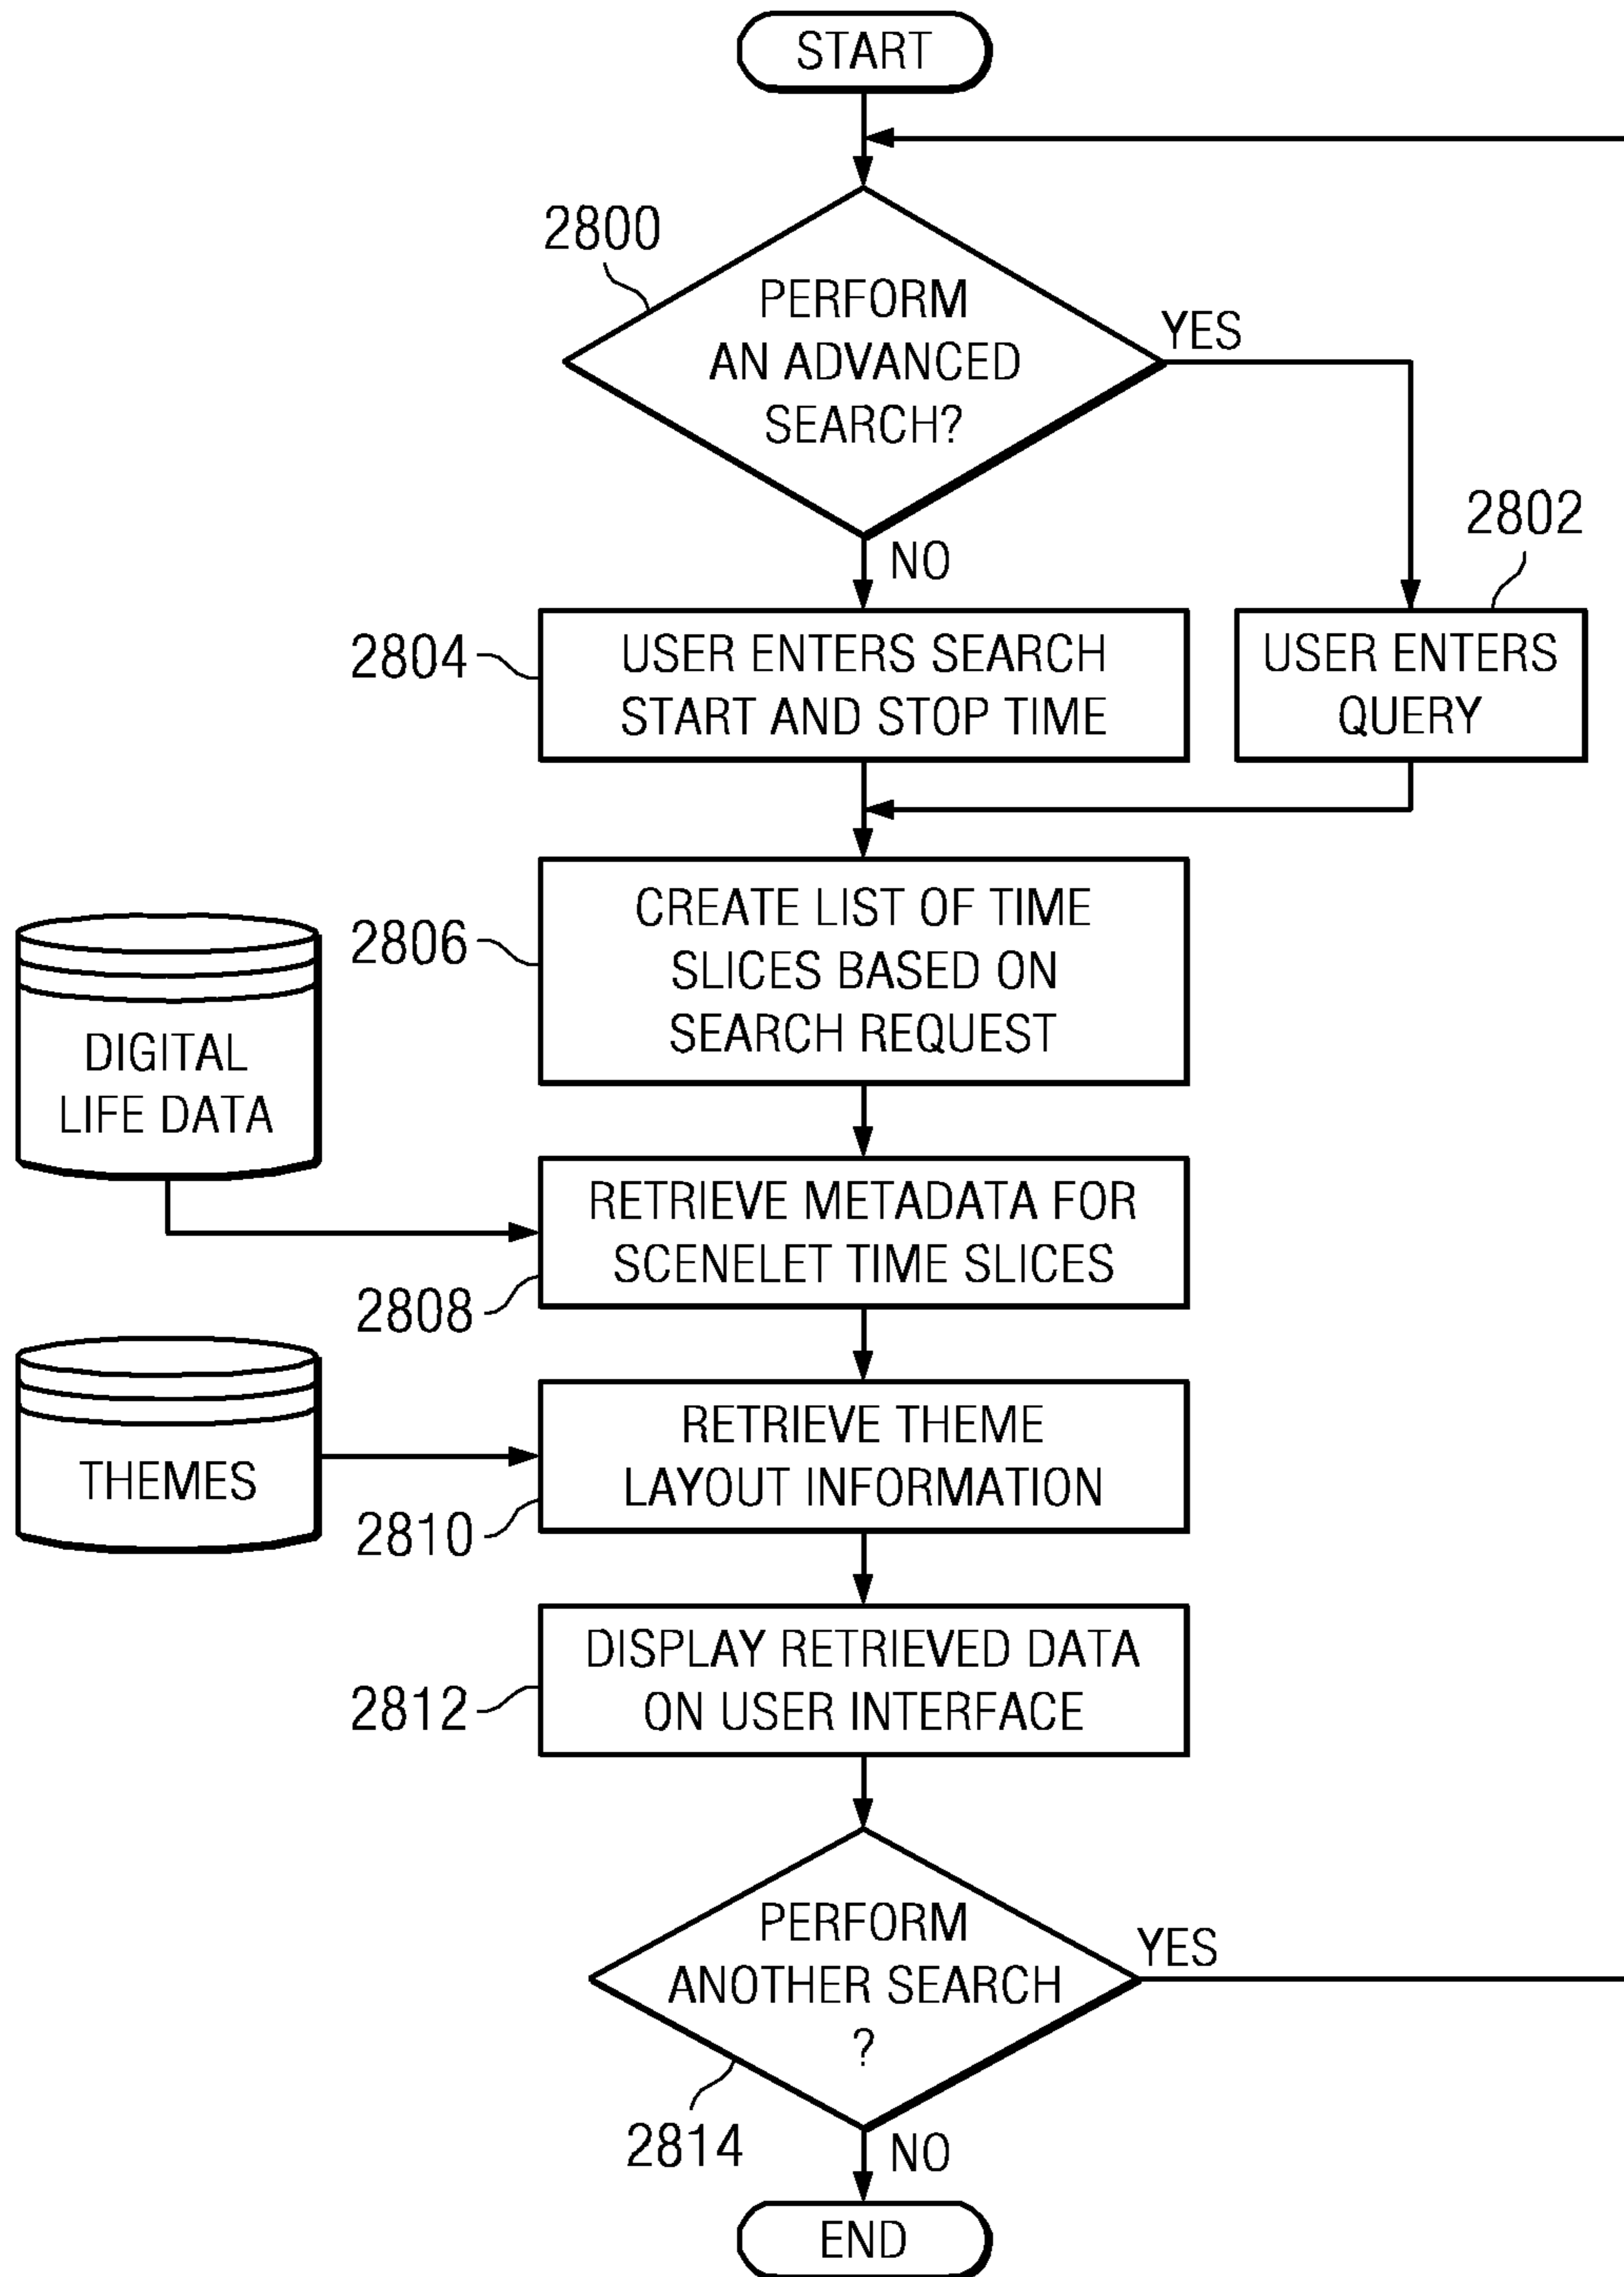 START
2800
PERFORM
AN ADVANCED
SEARCH?
YES
NO
2802
2804
USER ENTERS SEARCH
START AND STOP TIME
USER ENTERS
QUERY
2806
CREATE LIST OF TIME
SLICES BASED ON
SEARCH REQUEST
DIGITAL
LIFE DATA
RETRIEVE METADATA FOR
SCENELET TIME SLICES
2808
THEMES
RETRIEVE THEME
LAYOUT INFORMATION
2810
DISPLAY RETRIEVED DATA
ON USER INTERFACE
2812
PERFORM
ANOTHER SEARCH
?
YES
2814
NO
END